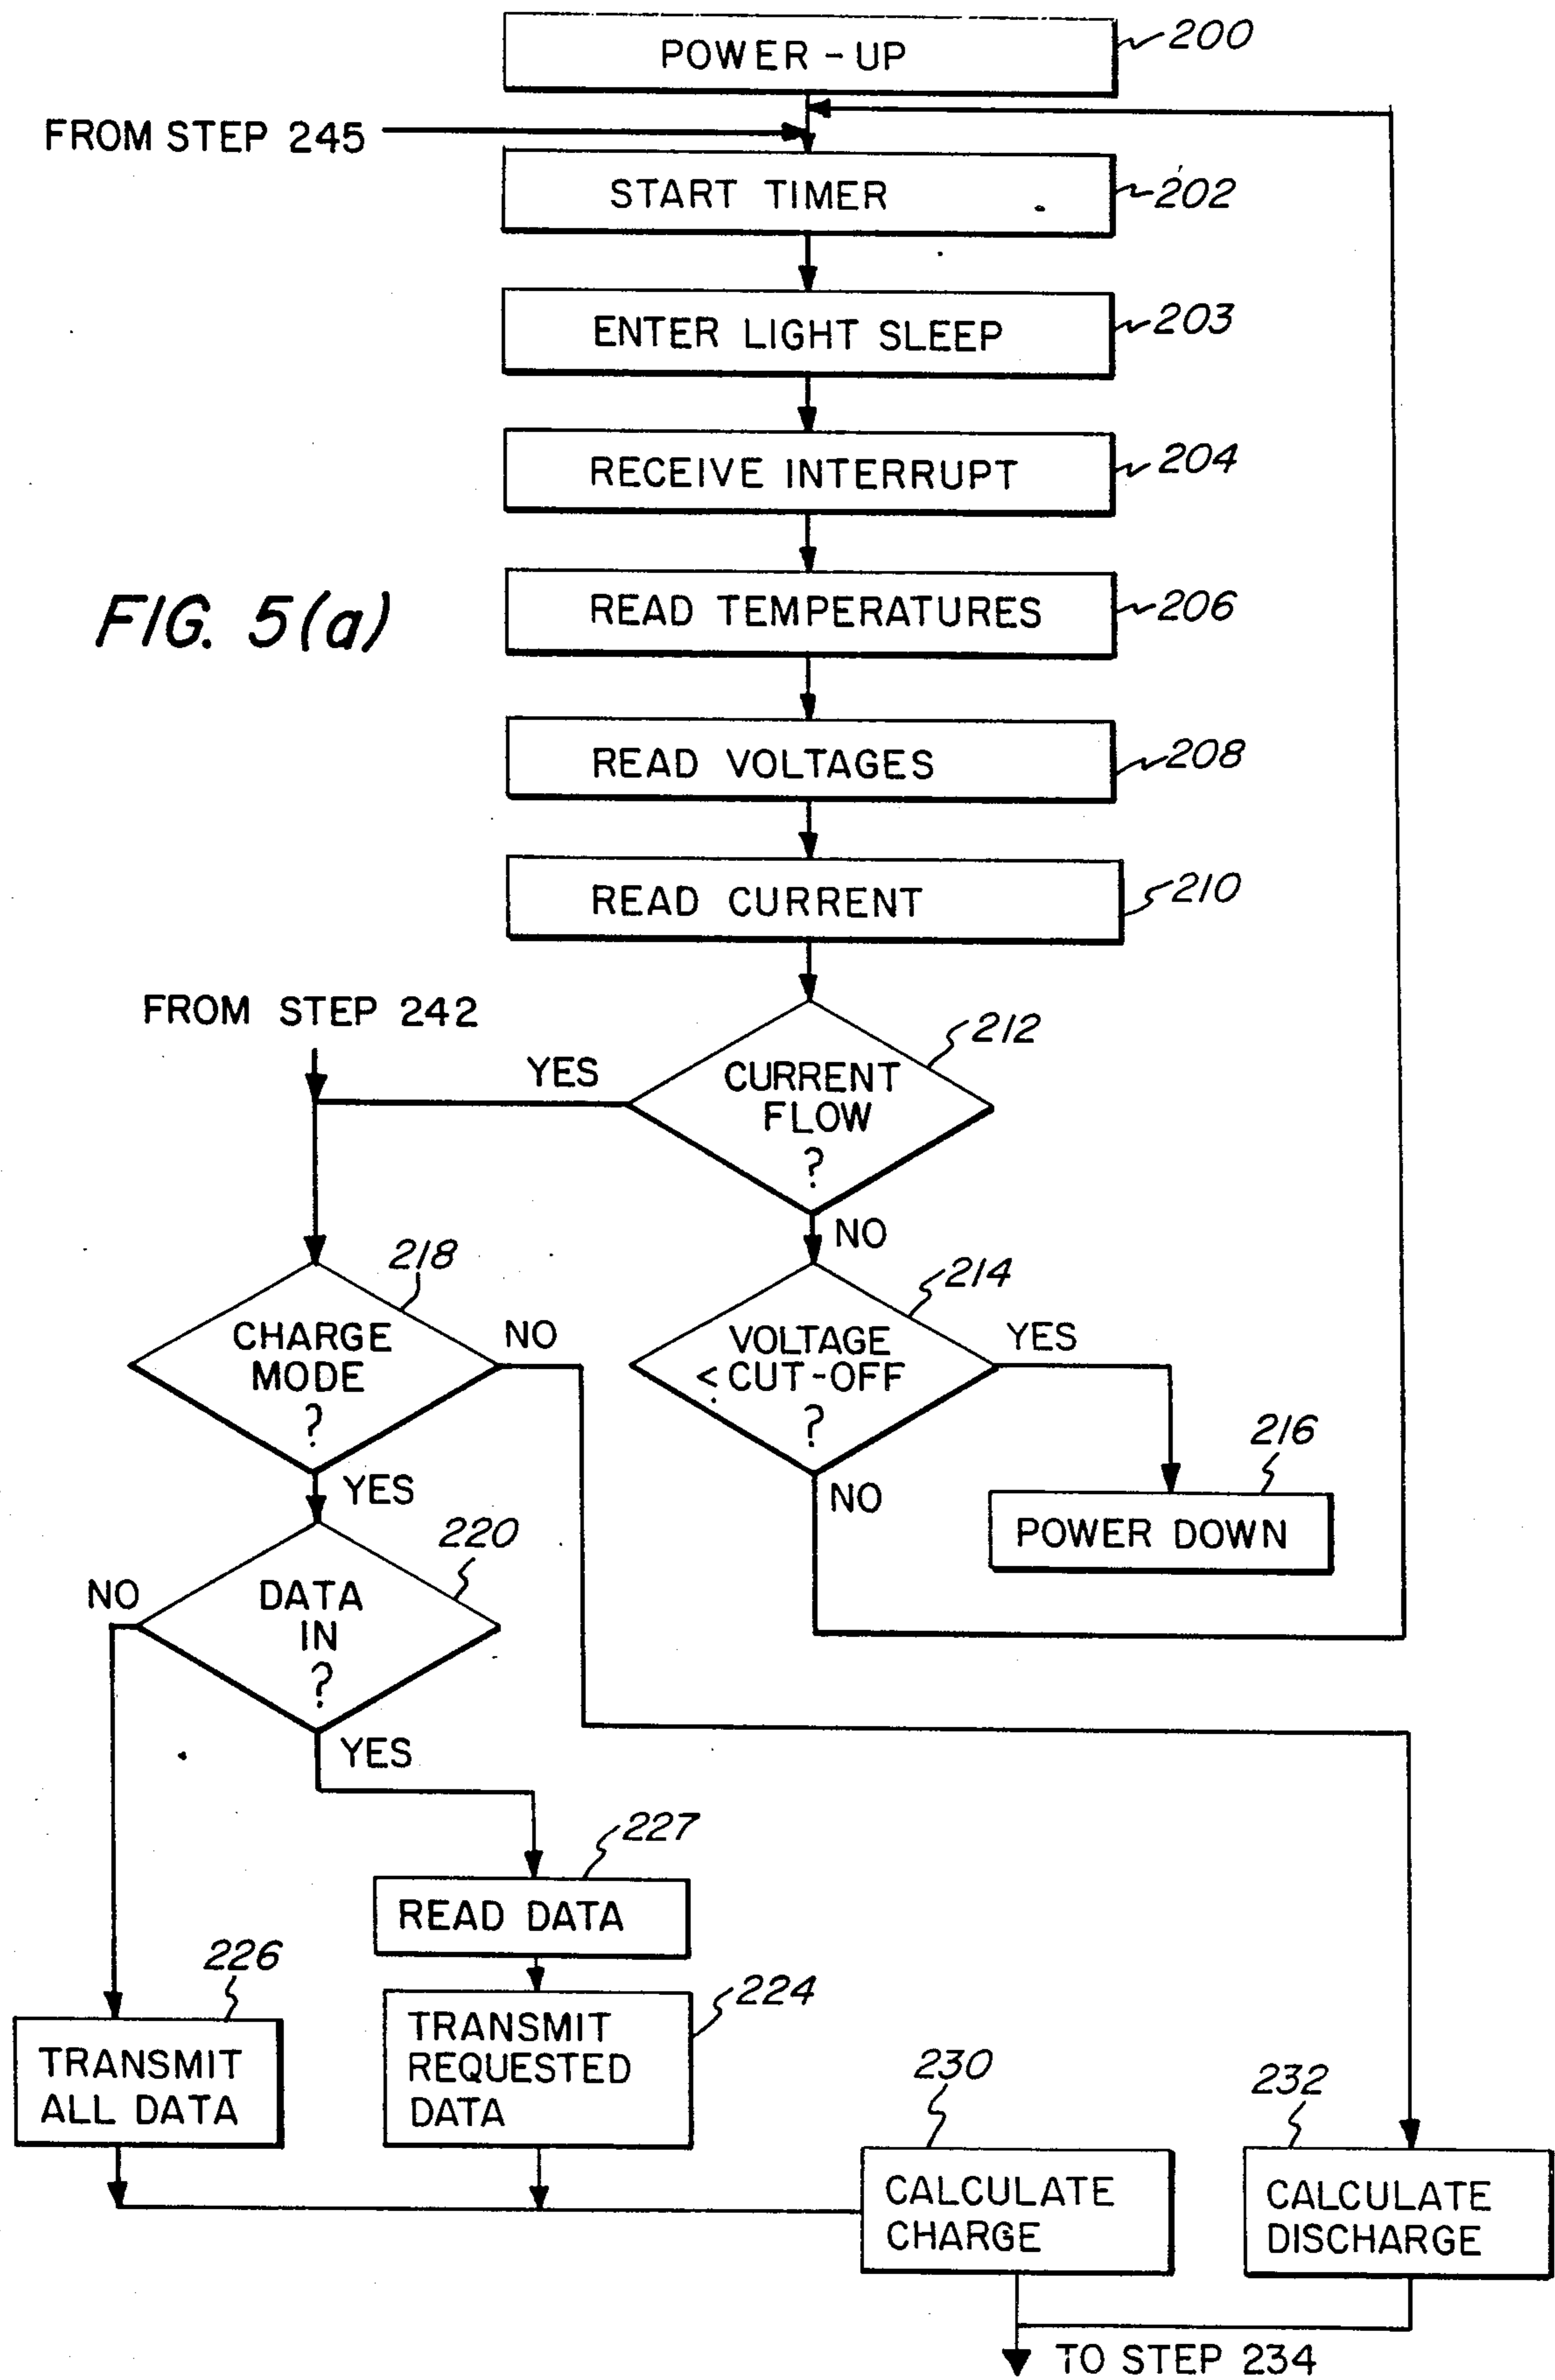 POWER-UP
200
FROM STEP 245
START TIMER
202
ENTER LIGHT SLEEP
203
RECEIVE INTERRUPT
204
FIG. 5(a)
READ TEMPERATURES
206
READ VOLTAGES
208
READ CURRENT
210
FROM STEP 242
212
YES
CURRENT
FLOW
?
NO
218
214
CHARGE
MODE
?
NO
VOLTAGE
< CUT-OFF
?
YES
216
YES
NO
POWER DOWN
220
NO
DATA
IN
?
YES
227
READ DATA
226
224
TRANSMIT
ALL DATA
TRANSMIT
REQUESTED
DATA
230
232
CALCULATE
CHARGE
CALCULATE
DISCHARGE
TO STEP 234